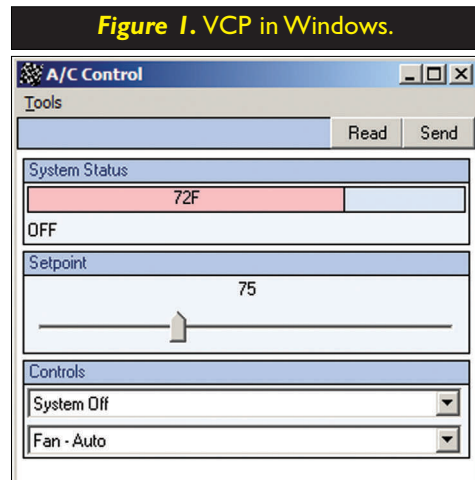 Figure 1. VCP in Windows.
A/C Control
Tools
Read Send
System Status
72F
OFF
Setpoint
75
Controls
System Off
Fan - Auto